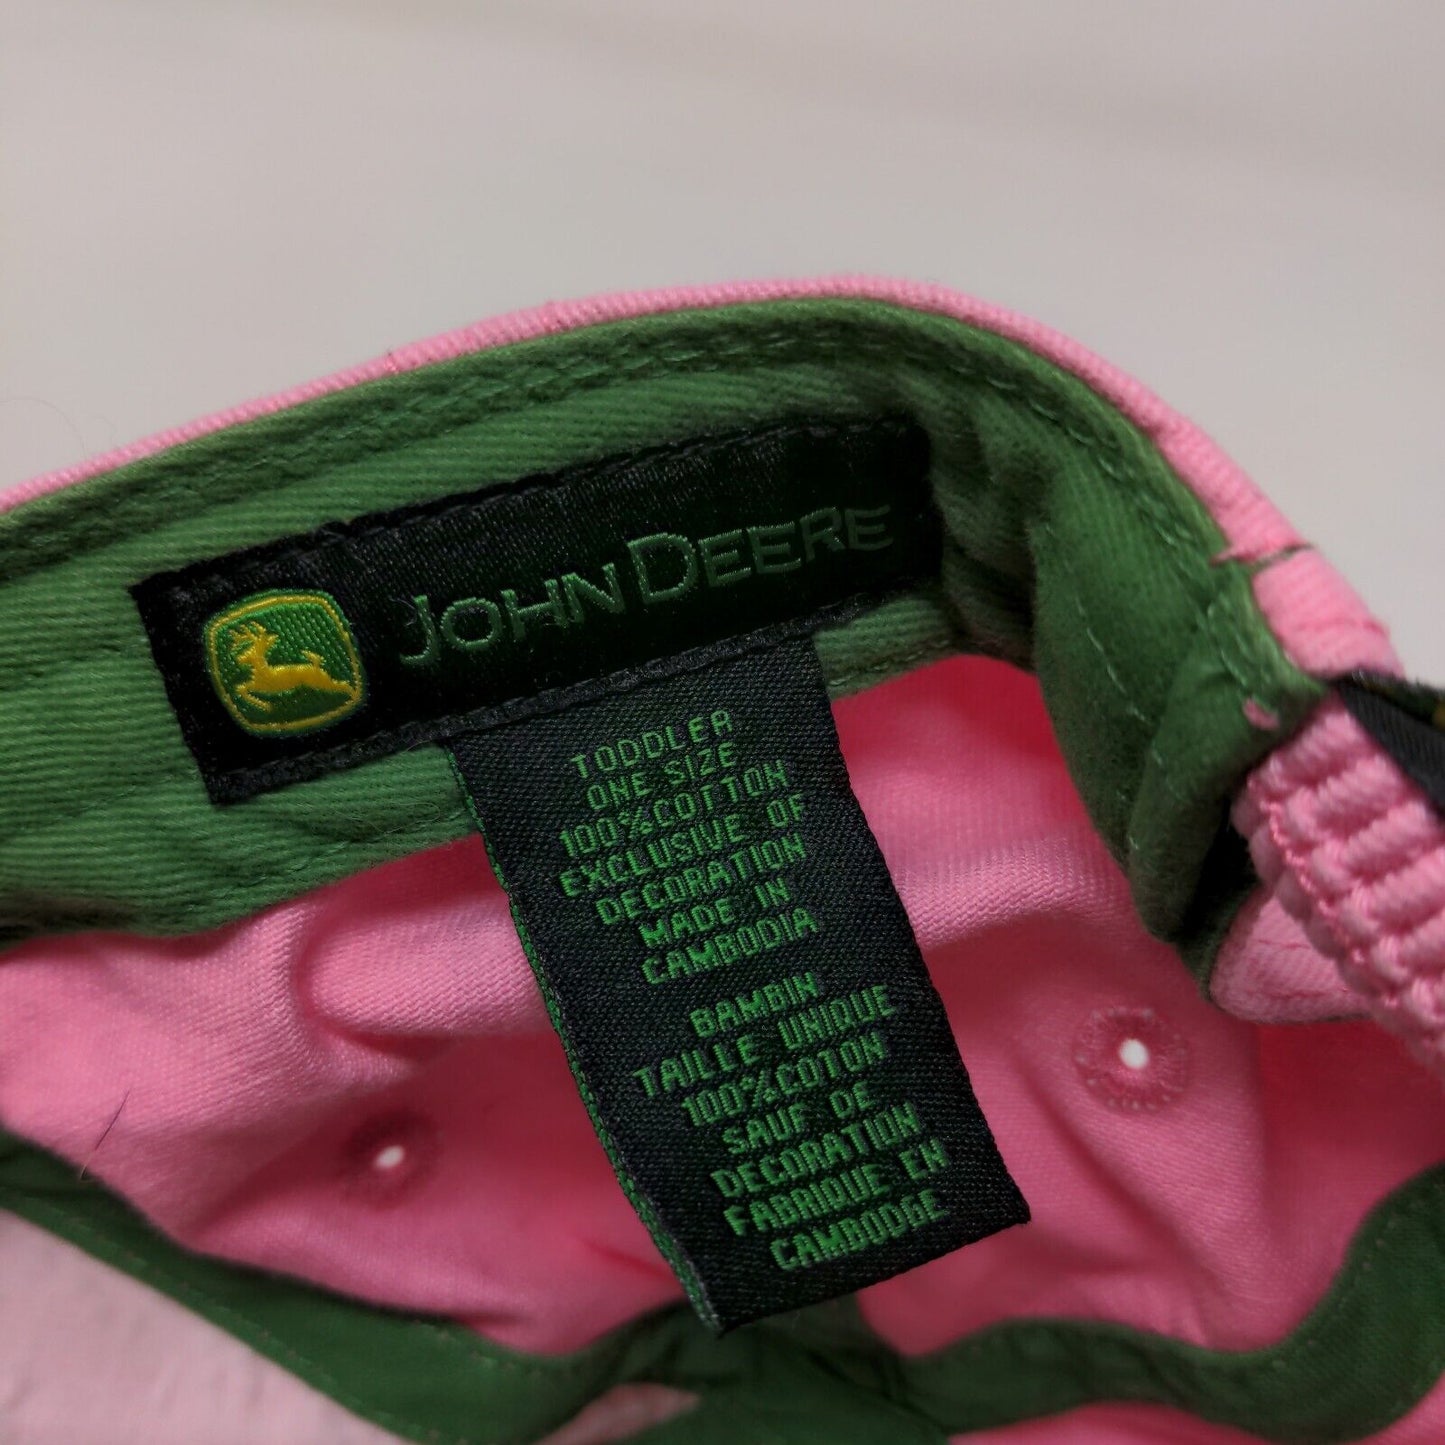 JOHN DEERE
TODDLER
ONE SIZE
100% COTTON
EXCLUSIVE OF
DECORATION
MADE IN
CAMBODIA
BAMBIN
TAILLE UNIQUE
100% COTON
SAUF DE
DECORATION
FABRIQUE EN
CAMBODGE